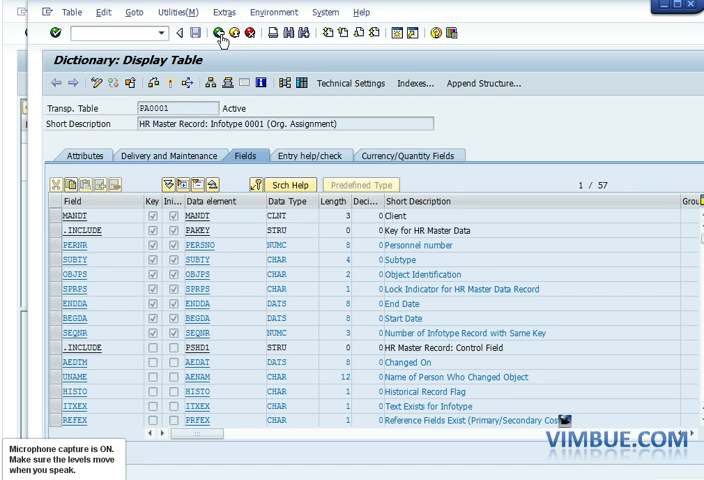 Table Edit Goto Utilities(M) Extras Environment System Help
Dictionary: Display Table
Technical Settings Indexes... Append Structure...
Transp. Table PA0001 Active
Short Description HR Master Record: Infotype 0001 (Org. Assignment)
Attributes Delivery and Maintenance Fields Entry help/check Currency/Quantity Fields
Srch Help Predefined Type 1 / 57
Field Key Ini... Data element Data Type Length Deci... Short Description Grou
MANDT MANDT CLNT 3 0 Client
.INCLUDE PAKEY STRU 0 0 Key for HR Master Data
PERNR PERSNO NUMC 8 0 Personnel number
SUBTY SUBTY CHAR 4 0 Subtype
OBJPS OBJPS CHAR 2 0 Object Identification
SPRPS SPRPS CHAR 1 0 Lock Indicator for HR Master Data Record
ENDDA ENDDA DATS 8 0 End Date
BEGDA BEGDA DATS 8 0 Start Date
SEQNR SEQNR NUMC 3 0 Number of Infotype Record with Same Key
.INCLUDE PSHD1 STRU 0 0 HR Master Record: Control Field
AEDTM AEDAT DATS 8 0 Changed On
UNAME AENAM CHAR 12 0 Name of Person Who Changed Object
HISTO HISTO CHAR 1 0 Historical Record Flag
ITXEX ITXEX CHAR 1 0 Text Exists for Infotype
REFEX PRFEX CHAR 1 0 Reference Fields Exist (Primary/Secondary Cos
VIMBUE.COM
Microphone capture is ON.
Make sure the levels move
when you speak.